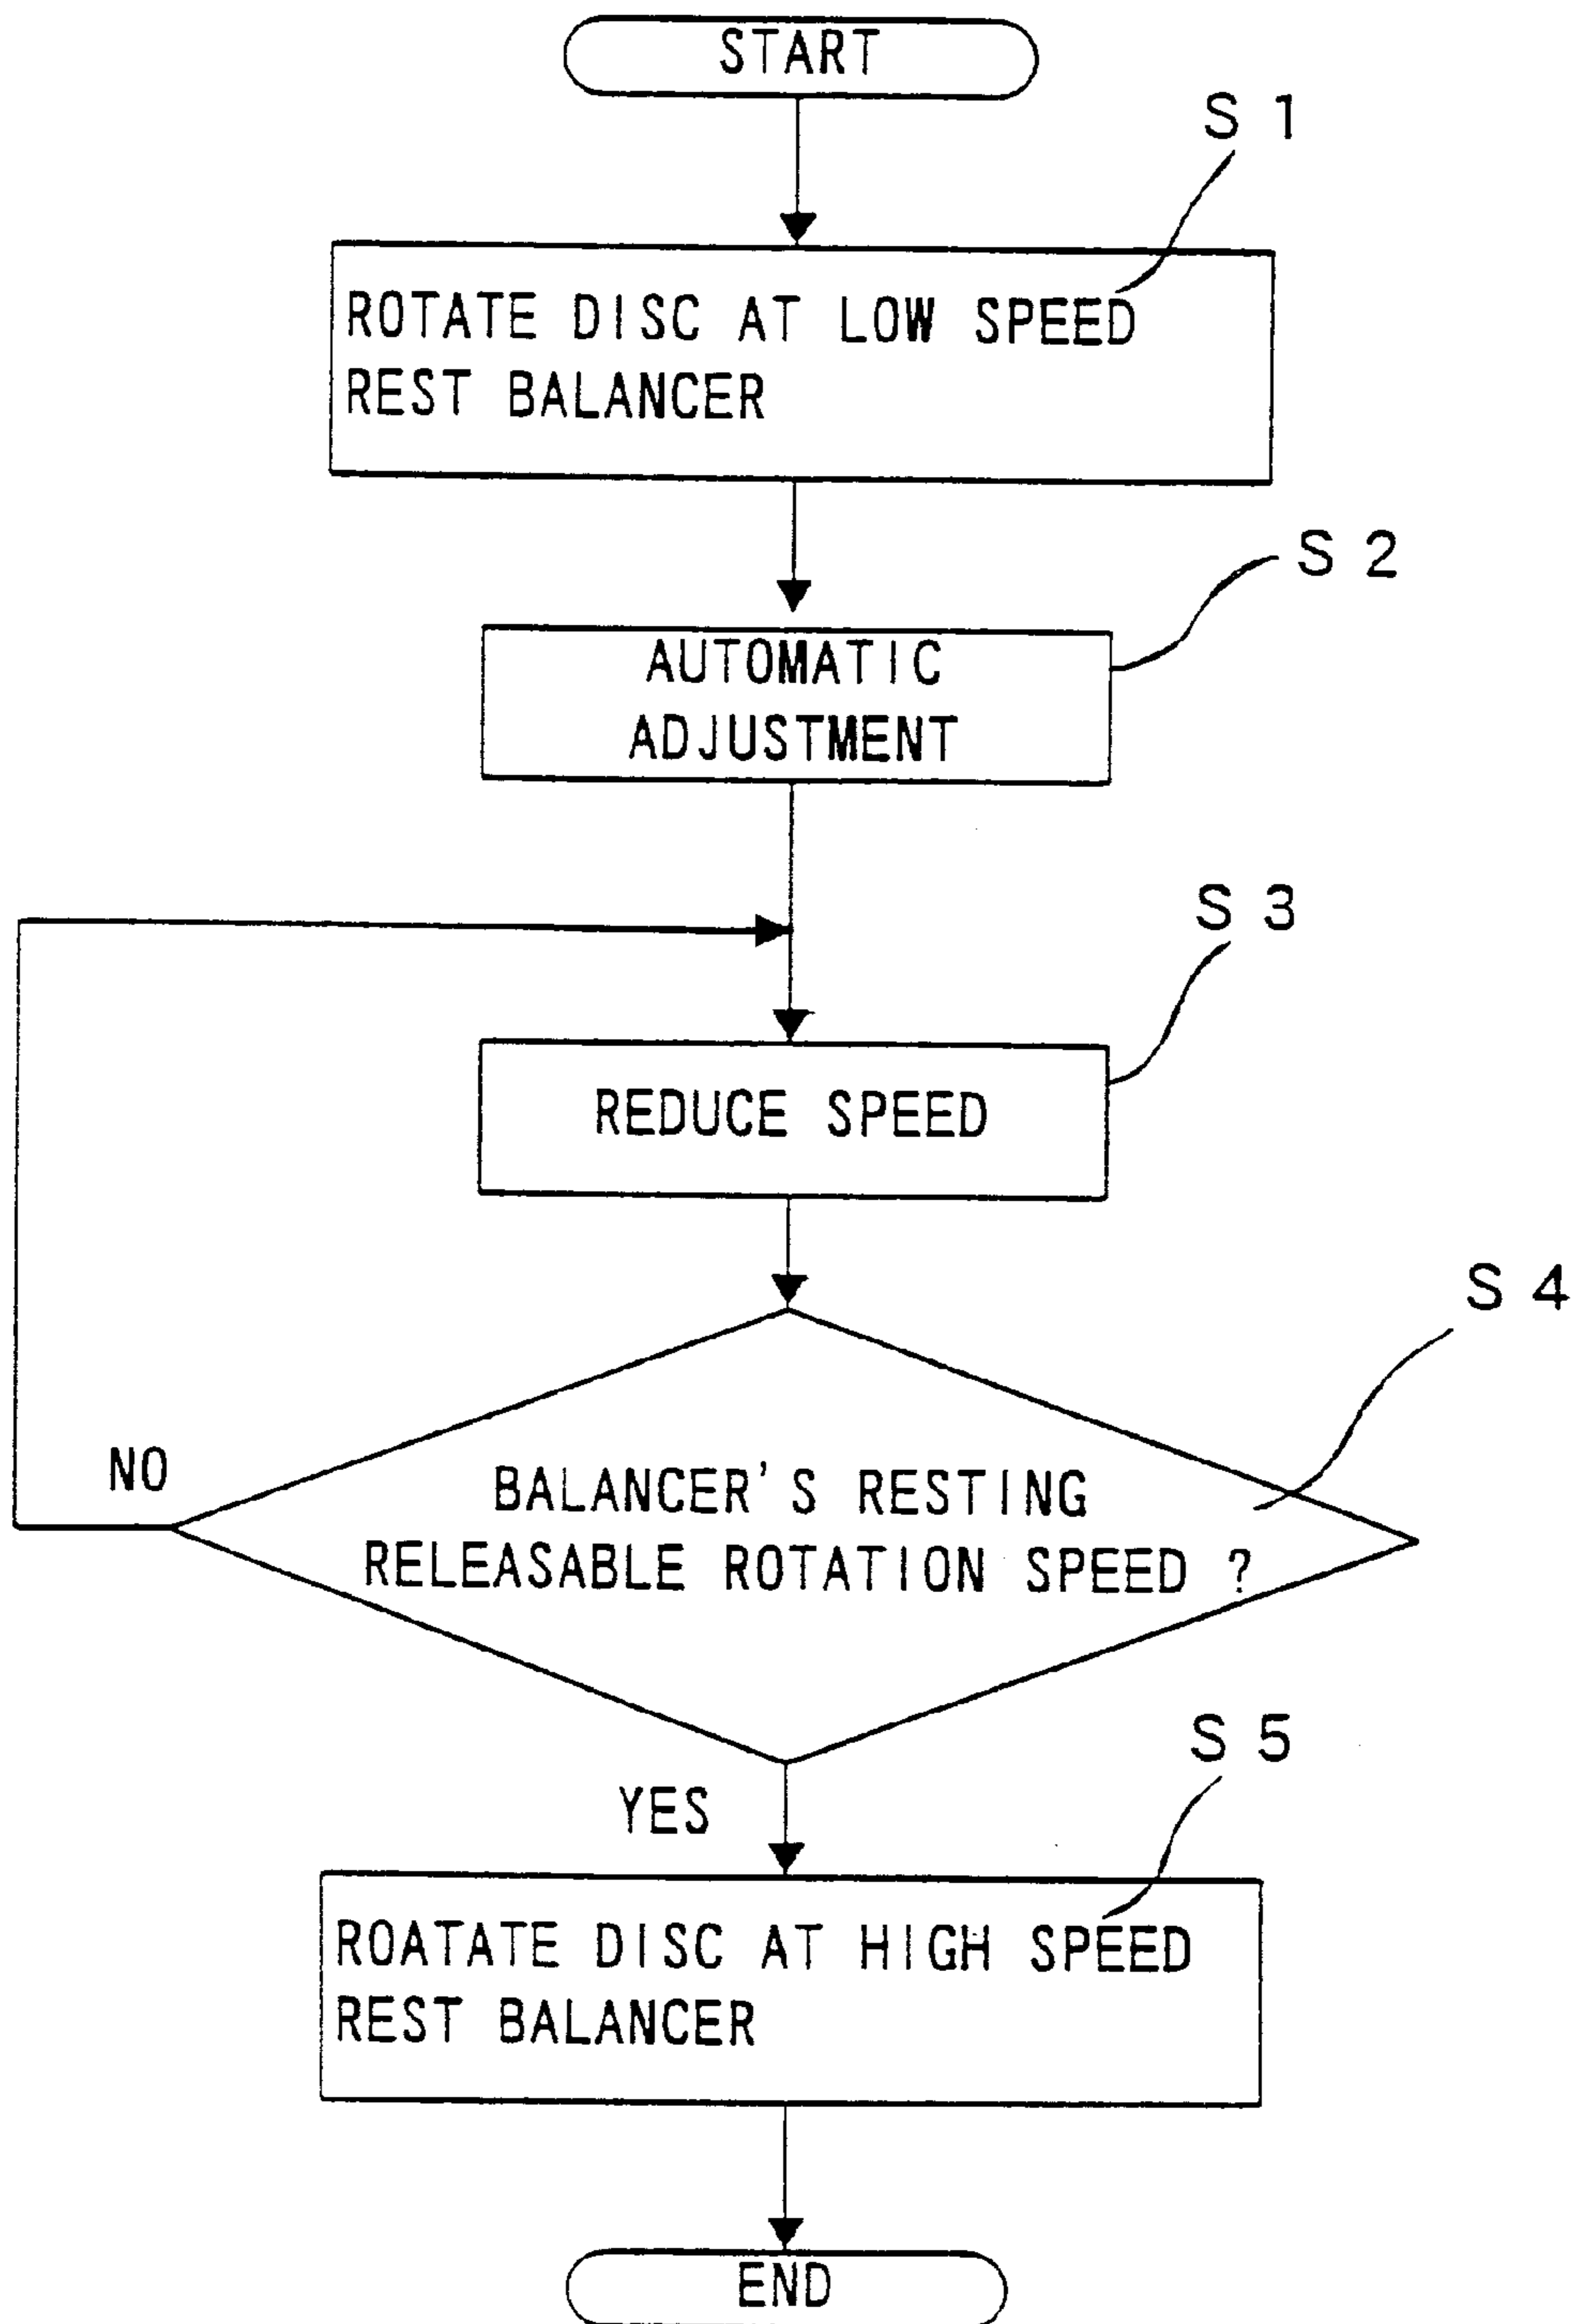 START
S 1
ROTATE DISC AT LOW SPEED
REST BALANCER
S 2
AUTOMATIC
ADJUSTMENT
S 3
REDUCE SPEED
S 4
NO
BALANCER'S RESTING
RELEASABLE ROTATION SPEED ?
S 5
YES
ROATATE DISC AT HIGH SPEED
REST BALANCER
END